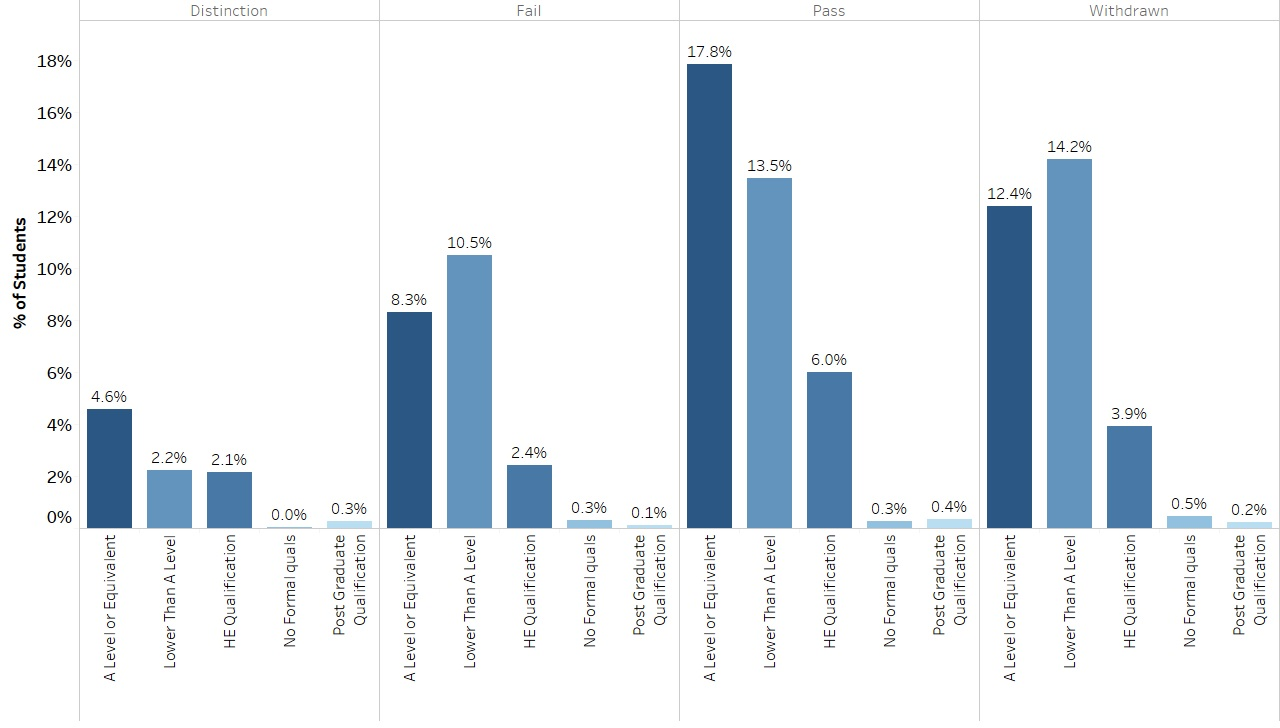 Distinction
Fail
Pass
Withdrawn
% of Students
18%
16%
14%
12%
10%
8%
6%
4%
2%
0%
4.6%
2.2%
2.1%
0.0%
0.3%
8.3%
10.5%
2.4%
0.3%
0.1%
17.8%
13.5%
6.0%
0.3%
0.4%
12.4%
14.2%
3.9%
0.5%
0.2%
A Level or Equivalent
Lower Than A Level
HE Qualification
No Formal quals
Post Graduate
Qualification
A Level or Equivalent
Lower Than A Level
HE Qualification
No Formal quals
Post Graduate
Qualification
A Level or Equivalent
Lower Than A Level
HE Qualification
No Formal quals
Post Graduate
Qualification
A Level or Equivalent
Lower Than A Level
HE Qualification
No Formal quals
Post Graduate
Qualification